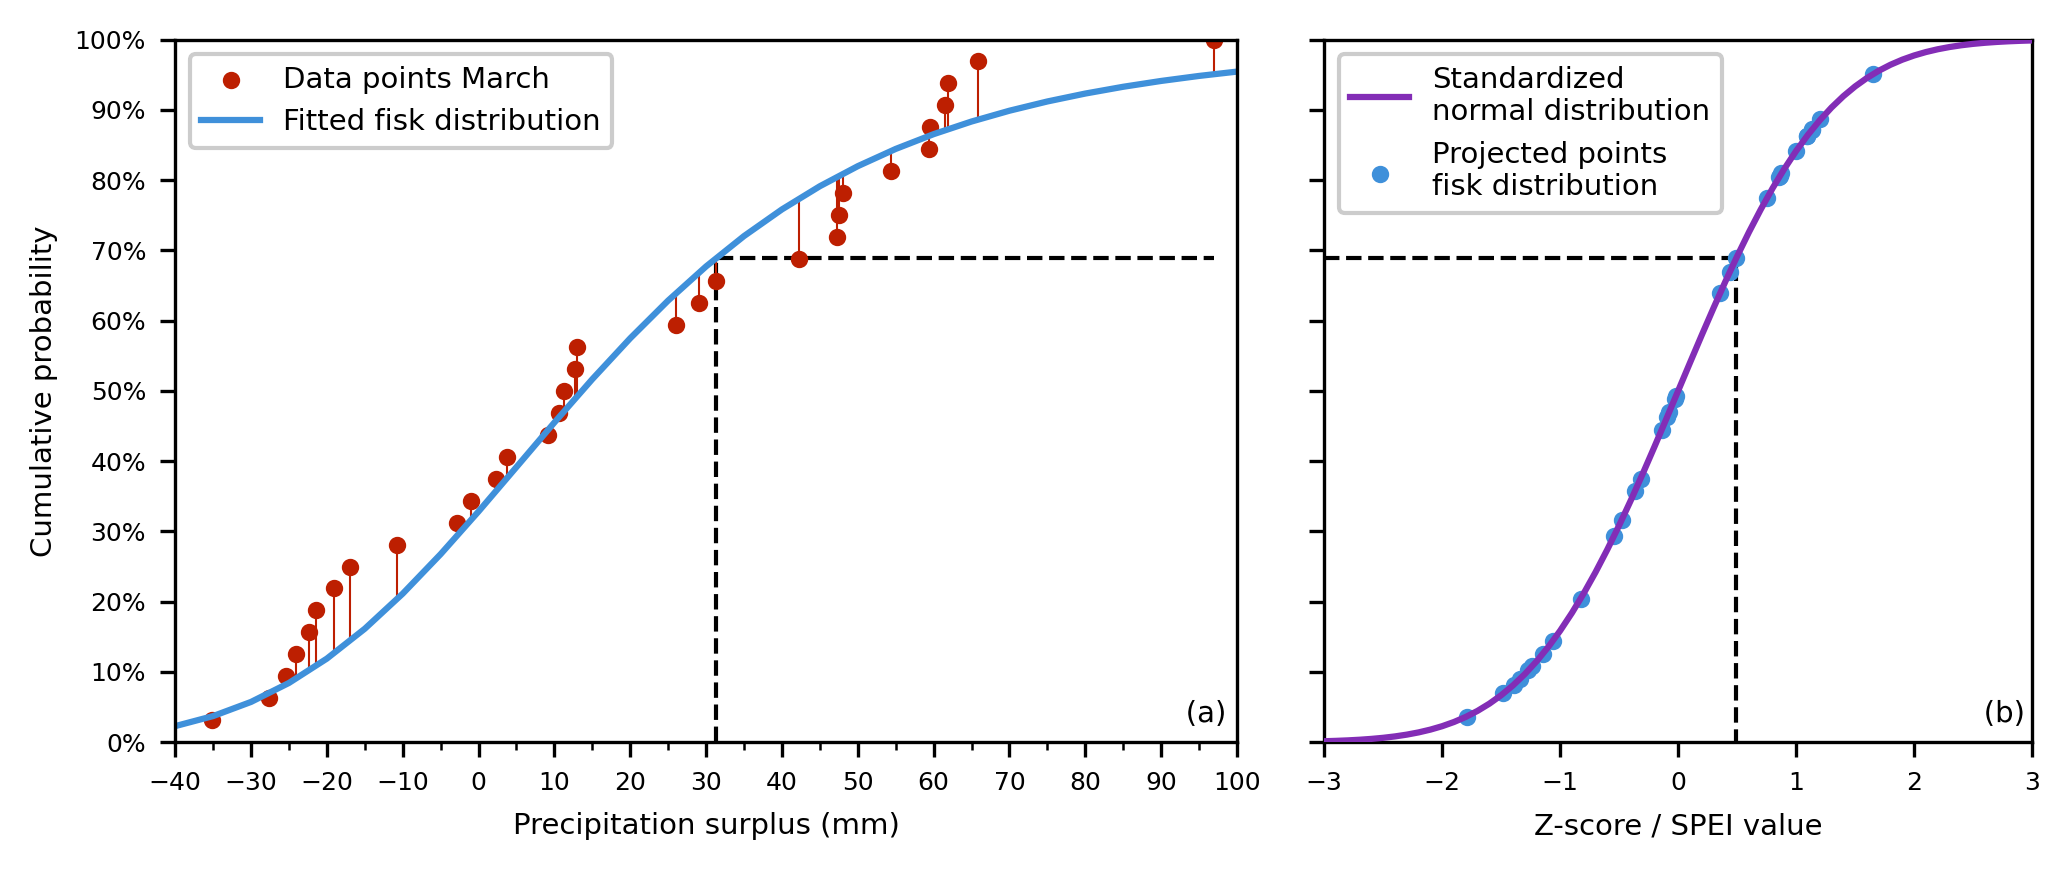 100%
90%
80%
70%
60%
50%
40%
30%
20%
10%
0%
Cumulative probability
Data points March
Fitted fisk distribution
(a)
−40 −30 −20 −10 0 10 20 30 40 50 60 70 80 90 100
Precipitation surplus (mm)
Standardized
normal distribution
Projected points
fisk distribution
(b)
−3 −2 −1 0 1 2 3
Z-score / SPEI value